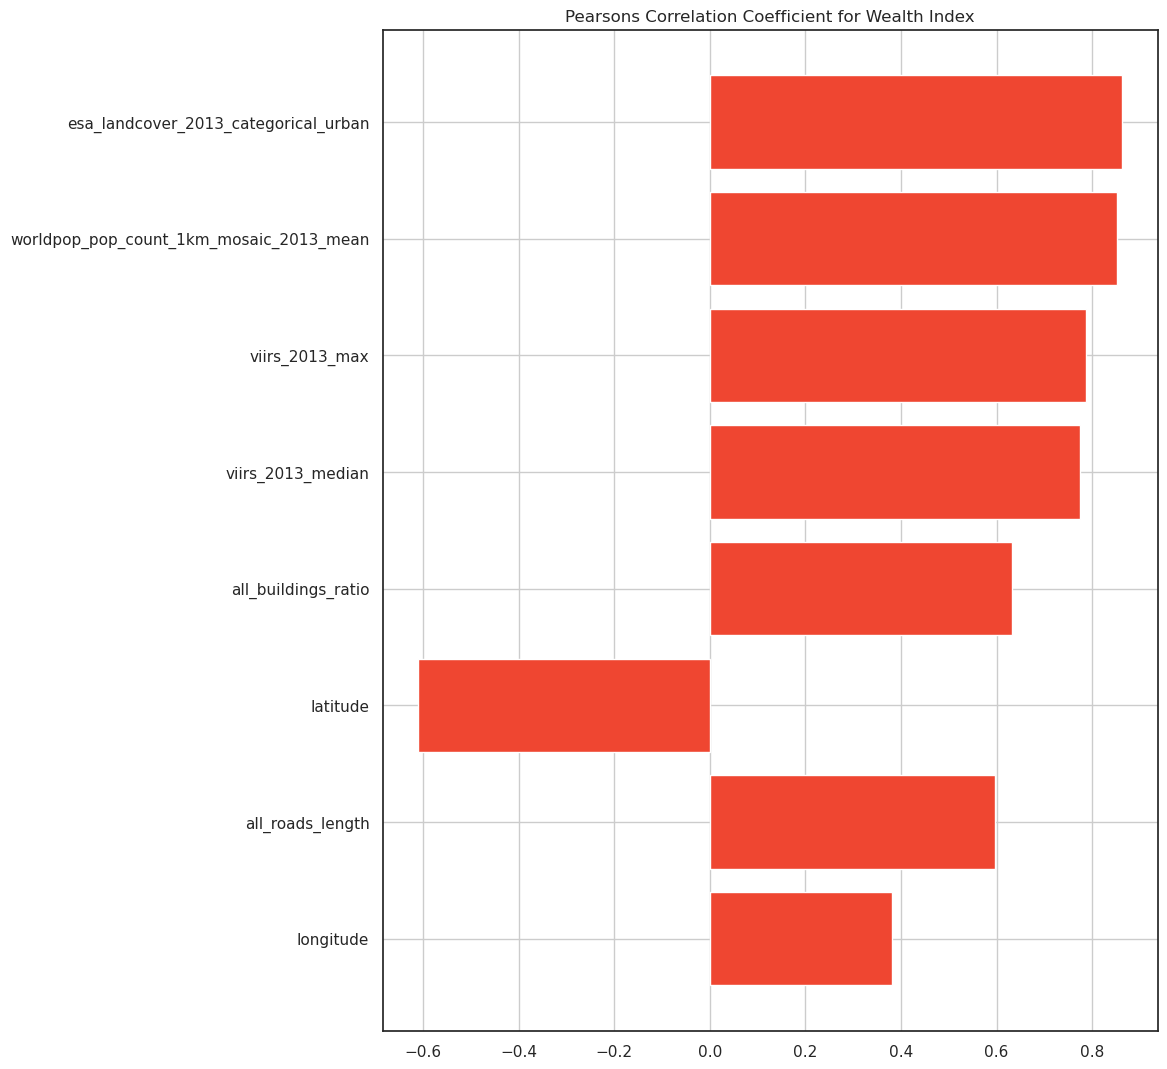 Pearsons Correlation Coefficient for Wealth Index
esa_landcover_2013_categorical_urban
worldpop_pop_count_1km_mosaic_2013_mean
viirs_2013_max
viirs_2013_median
all_buildings_ratio
latitude
all_roads_length
longitude
−0.6 −0.4 −0.2 0.0 0.2 0.4 0.6 0.8